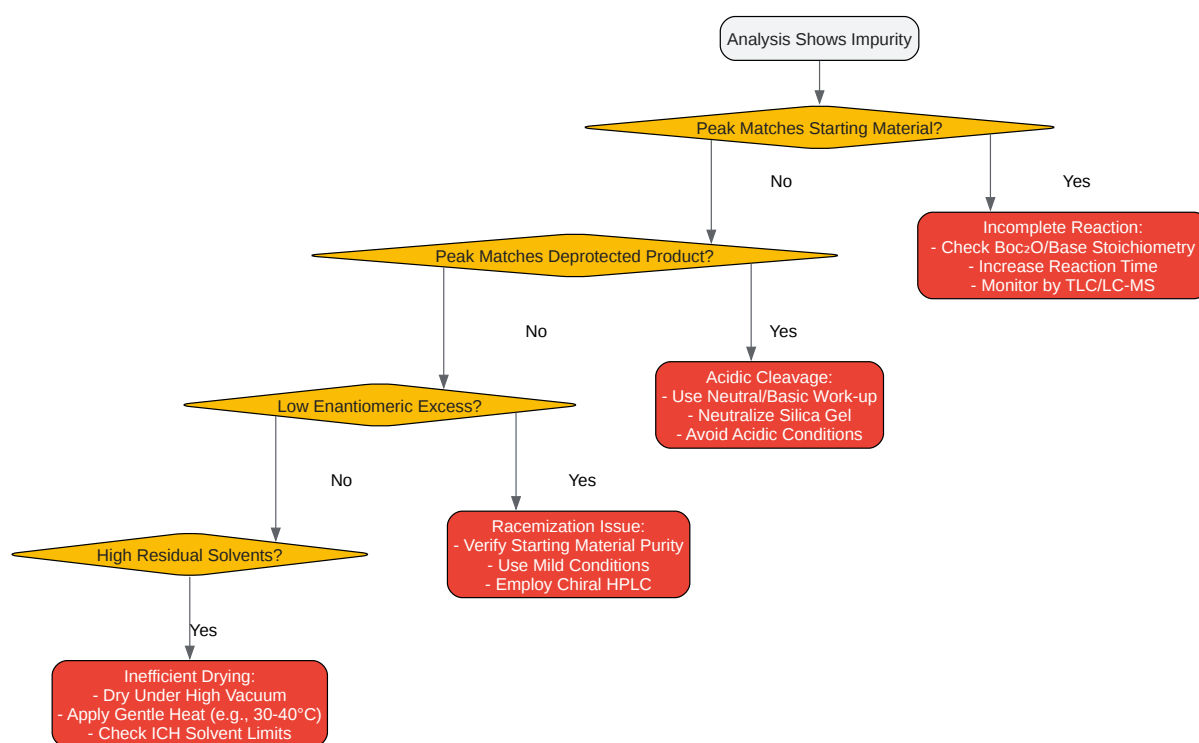 Analysis Shows Impurity
Peak Matches Starting Material?
No
Yes
Incomplete Reaction:
- Check Boc₂O/Base Stoichiometry
- Increase Reaction Time
- Monitor by TLC/LC-MS
Peak Matches Deprotected Product?
No
Yes
Acidic Cleavage:
- Use Neutral/Basic Work-up
- Neutralize Silica Gel
- Avoid Acidic Conditions
Low Enantiomeric Excess?
No
Yes
Racemization Issue:
- Verify Starting Material Purity
- Use Mild Conditions
- Employ Chiral HPLC
High Residual Solvents?
Yes
Inefficient Drying:
- Dry Under High Vacuum
- Apply Gentle Heat (e.g., 30-40°C)
- Check ICH Solvent Limits